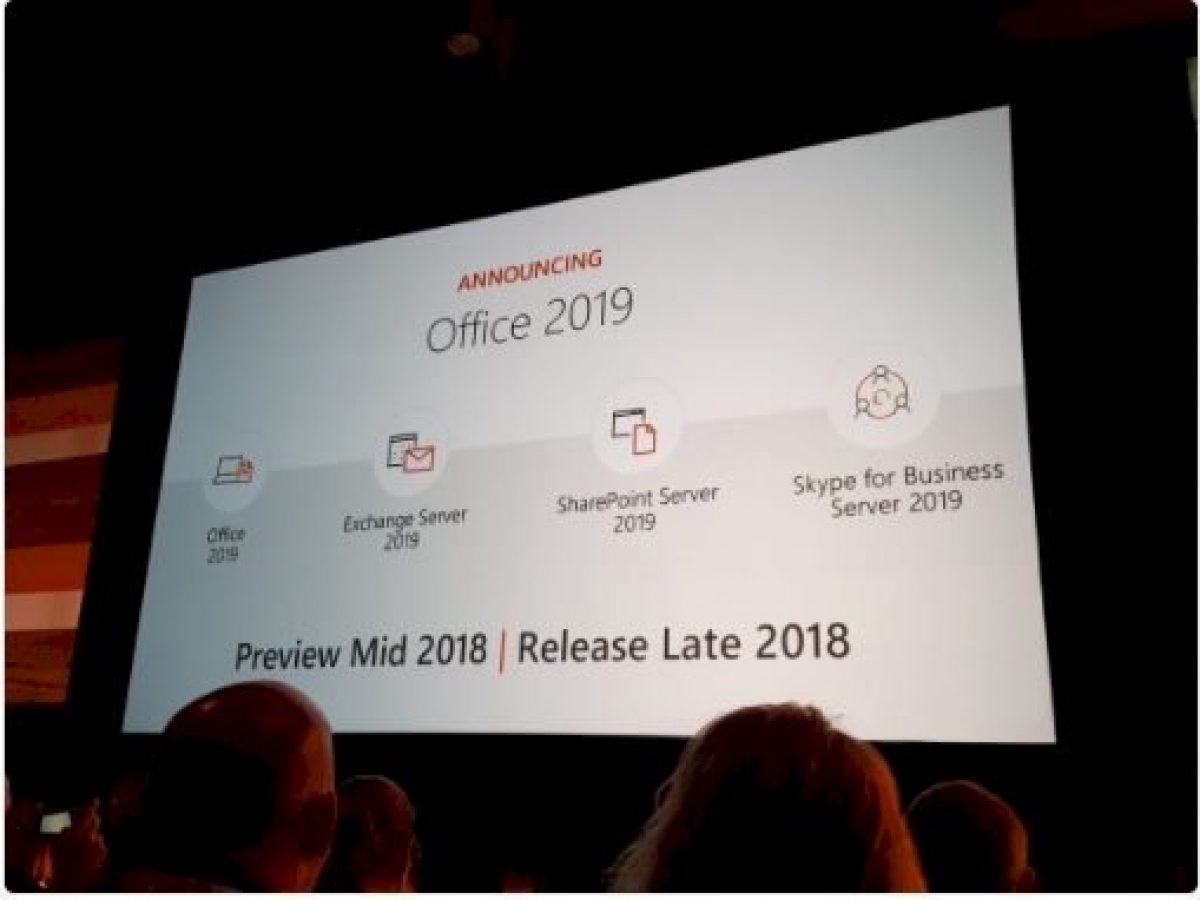 ANNOUNCING
Office 2019
Office
2019
Exchange Server
2019
SharePoint Server
2019
Skype for Business
Server 2019
Preview Mid 2018 | Release Late 2018